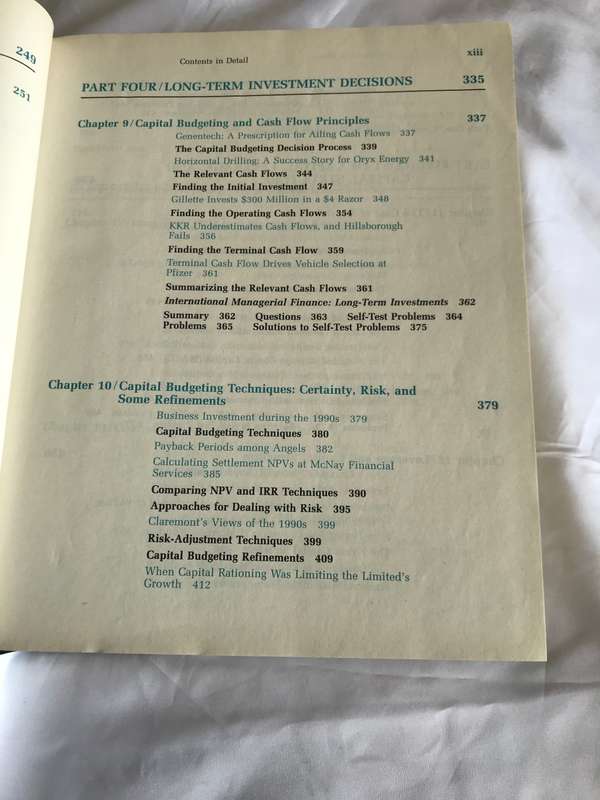 249
251
Contents in Detail xiii
PART FOUR/LONG-TERM INVESTMENT DECISIONS 335
Chapter 9/Capital Budgeting and Cash Flow Principles 337
Genentech: A Prescription for Ailing Cash Flows 337
The Capital Budgeting Decision Process 339
Horizontal Drilling: A Success Story for Oryx Energy 341
The Relevant Cash Flows 344
Finding the Initial Investment 347
Gillette Invests $300 Million in a $4 Razor 348
Finding the Operating Cash Flows 354
KKR Underestimates Cash Flows, and Hillsborough
Fails 356
Finding the Terminal Cash Flow 359
Terminal Cash Flow Drives Vehicle Selection at
Pfizer 361
Summarizing the Relevant Cash Flows 361
International Managerial Finance: Long-Term Investments 362
Summary 362 Questions 363 Self-Test Problems 364
Problems 365 Solutions to Self-Test Problems 375
Chapter 10/Capital Budgeting Techniques: Certainty, Risk, and
Some Refinements 379
Business Investment during the 1990s 379
Capital Budgeting Techniques 380
Payback Periods among Angels 382
Calculating Settlement NPVs at McNay Financial
Services 385
Comparing NPV and IRR Techniques 390
Approaches for Dealing with Risk 395
Claremont's Views of the 1990s 399
Risk-Adjustment Techniques 399
Capital Budgeting Refinements 409
When Capital Rationing Was Limiting the Limited's
Growth 412